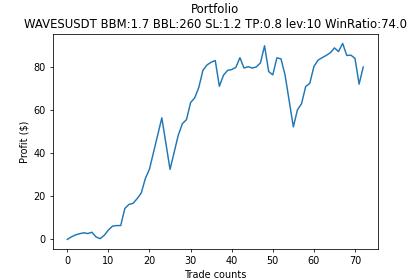 Portfolio
WAVESUSDT BBM:1.7 BBL:260 SL:1.2 TP:0.8 lev:10 WinRatio:74.0
80
60
40
20
0
Profit ($)
0 10 20 30 40 50 60 70
Trade counts